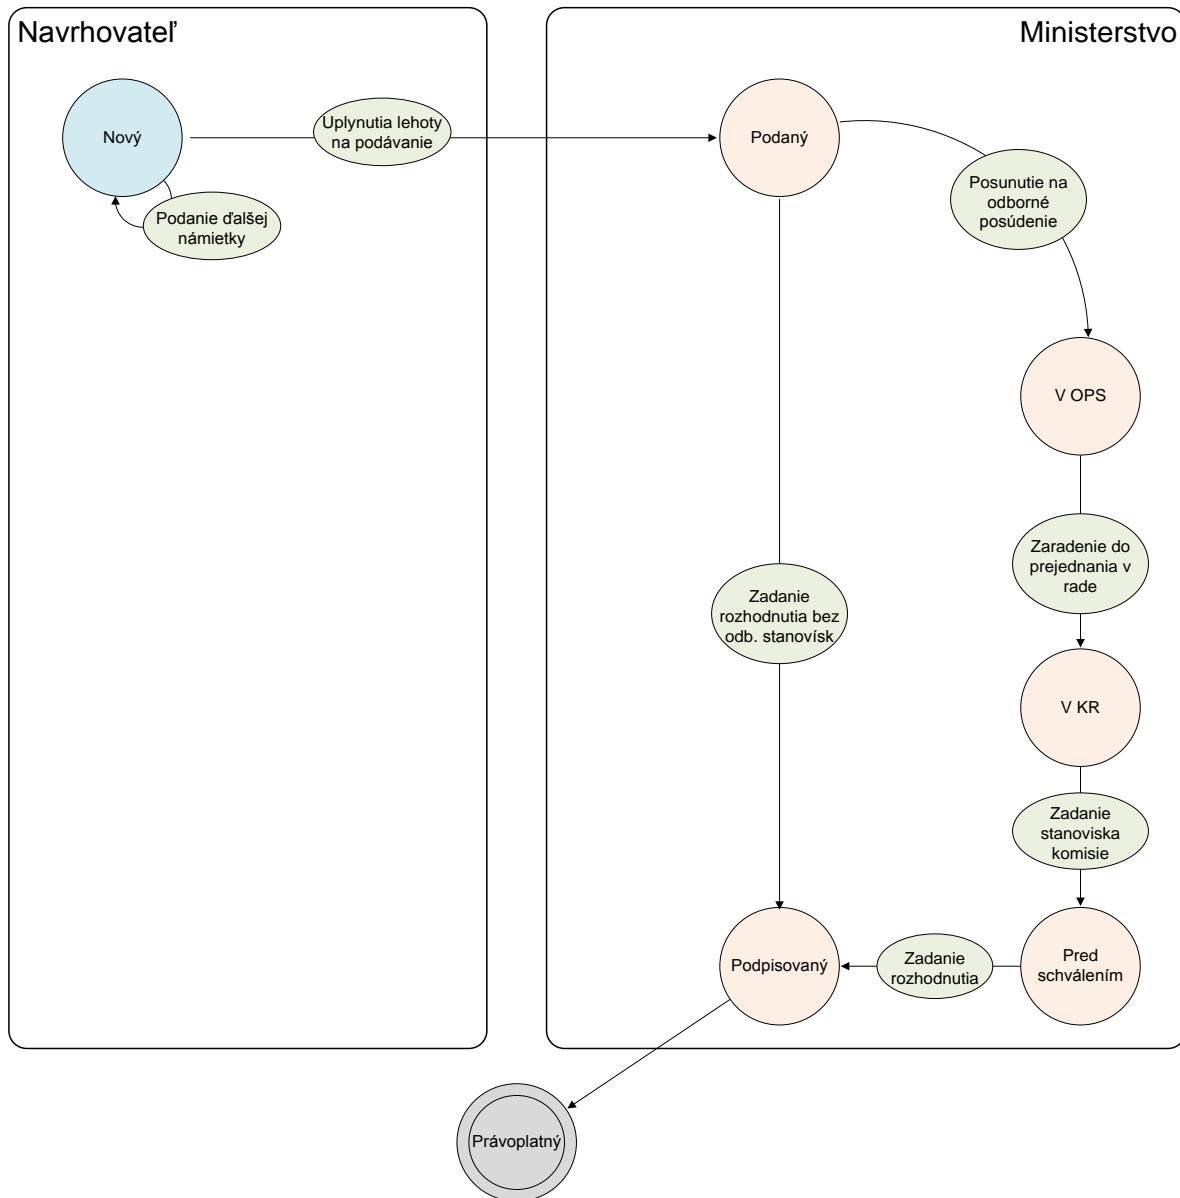 Navrhovateľ
Ministerstvo
Nový
Uplynutia lehoty
na podávanie
Podaný
Posunutie na
odborné
posúdenie
Podanie ďalšej
námietky
V OPS
Zaradenie do
prejednania v
rade
Zadanie
rozhodnutia bez
odb. stanovísk
V KR
Zadanie
stanoviska
komisie
Podpisovaný
Zadanie
rozhodnutia
Pred
schválením
Právoplatný